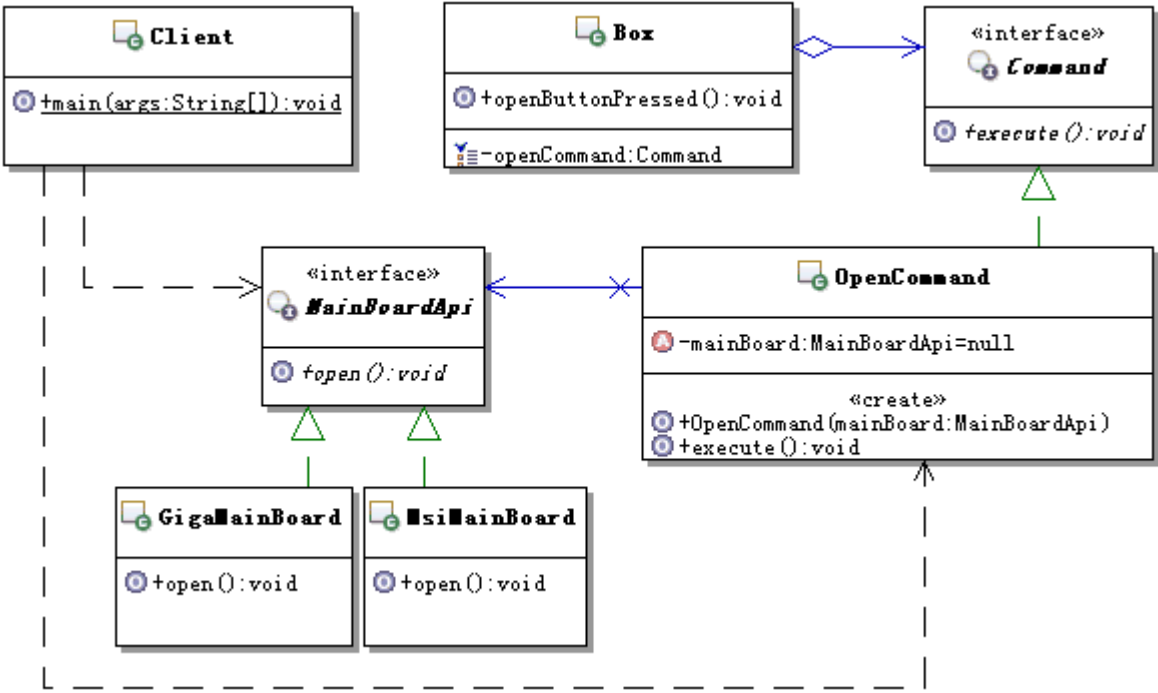 Client
+main(args:String[]):void
Box
+openButtonPressed():void
-openCommand:Command
«interface»
Command
+execute():void
«interface»
MainBoardApi
+open():void
OpenCommand
-mainBoard:MainBoardApi=null
«create»
+OpenCommand(mainBoard:MainBoardApi)
+execute():void
GigaMainBoard
+open():void
MsiMainBoard
+open():void